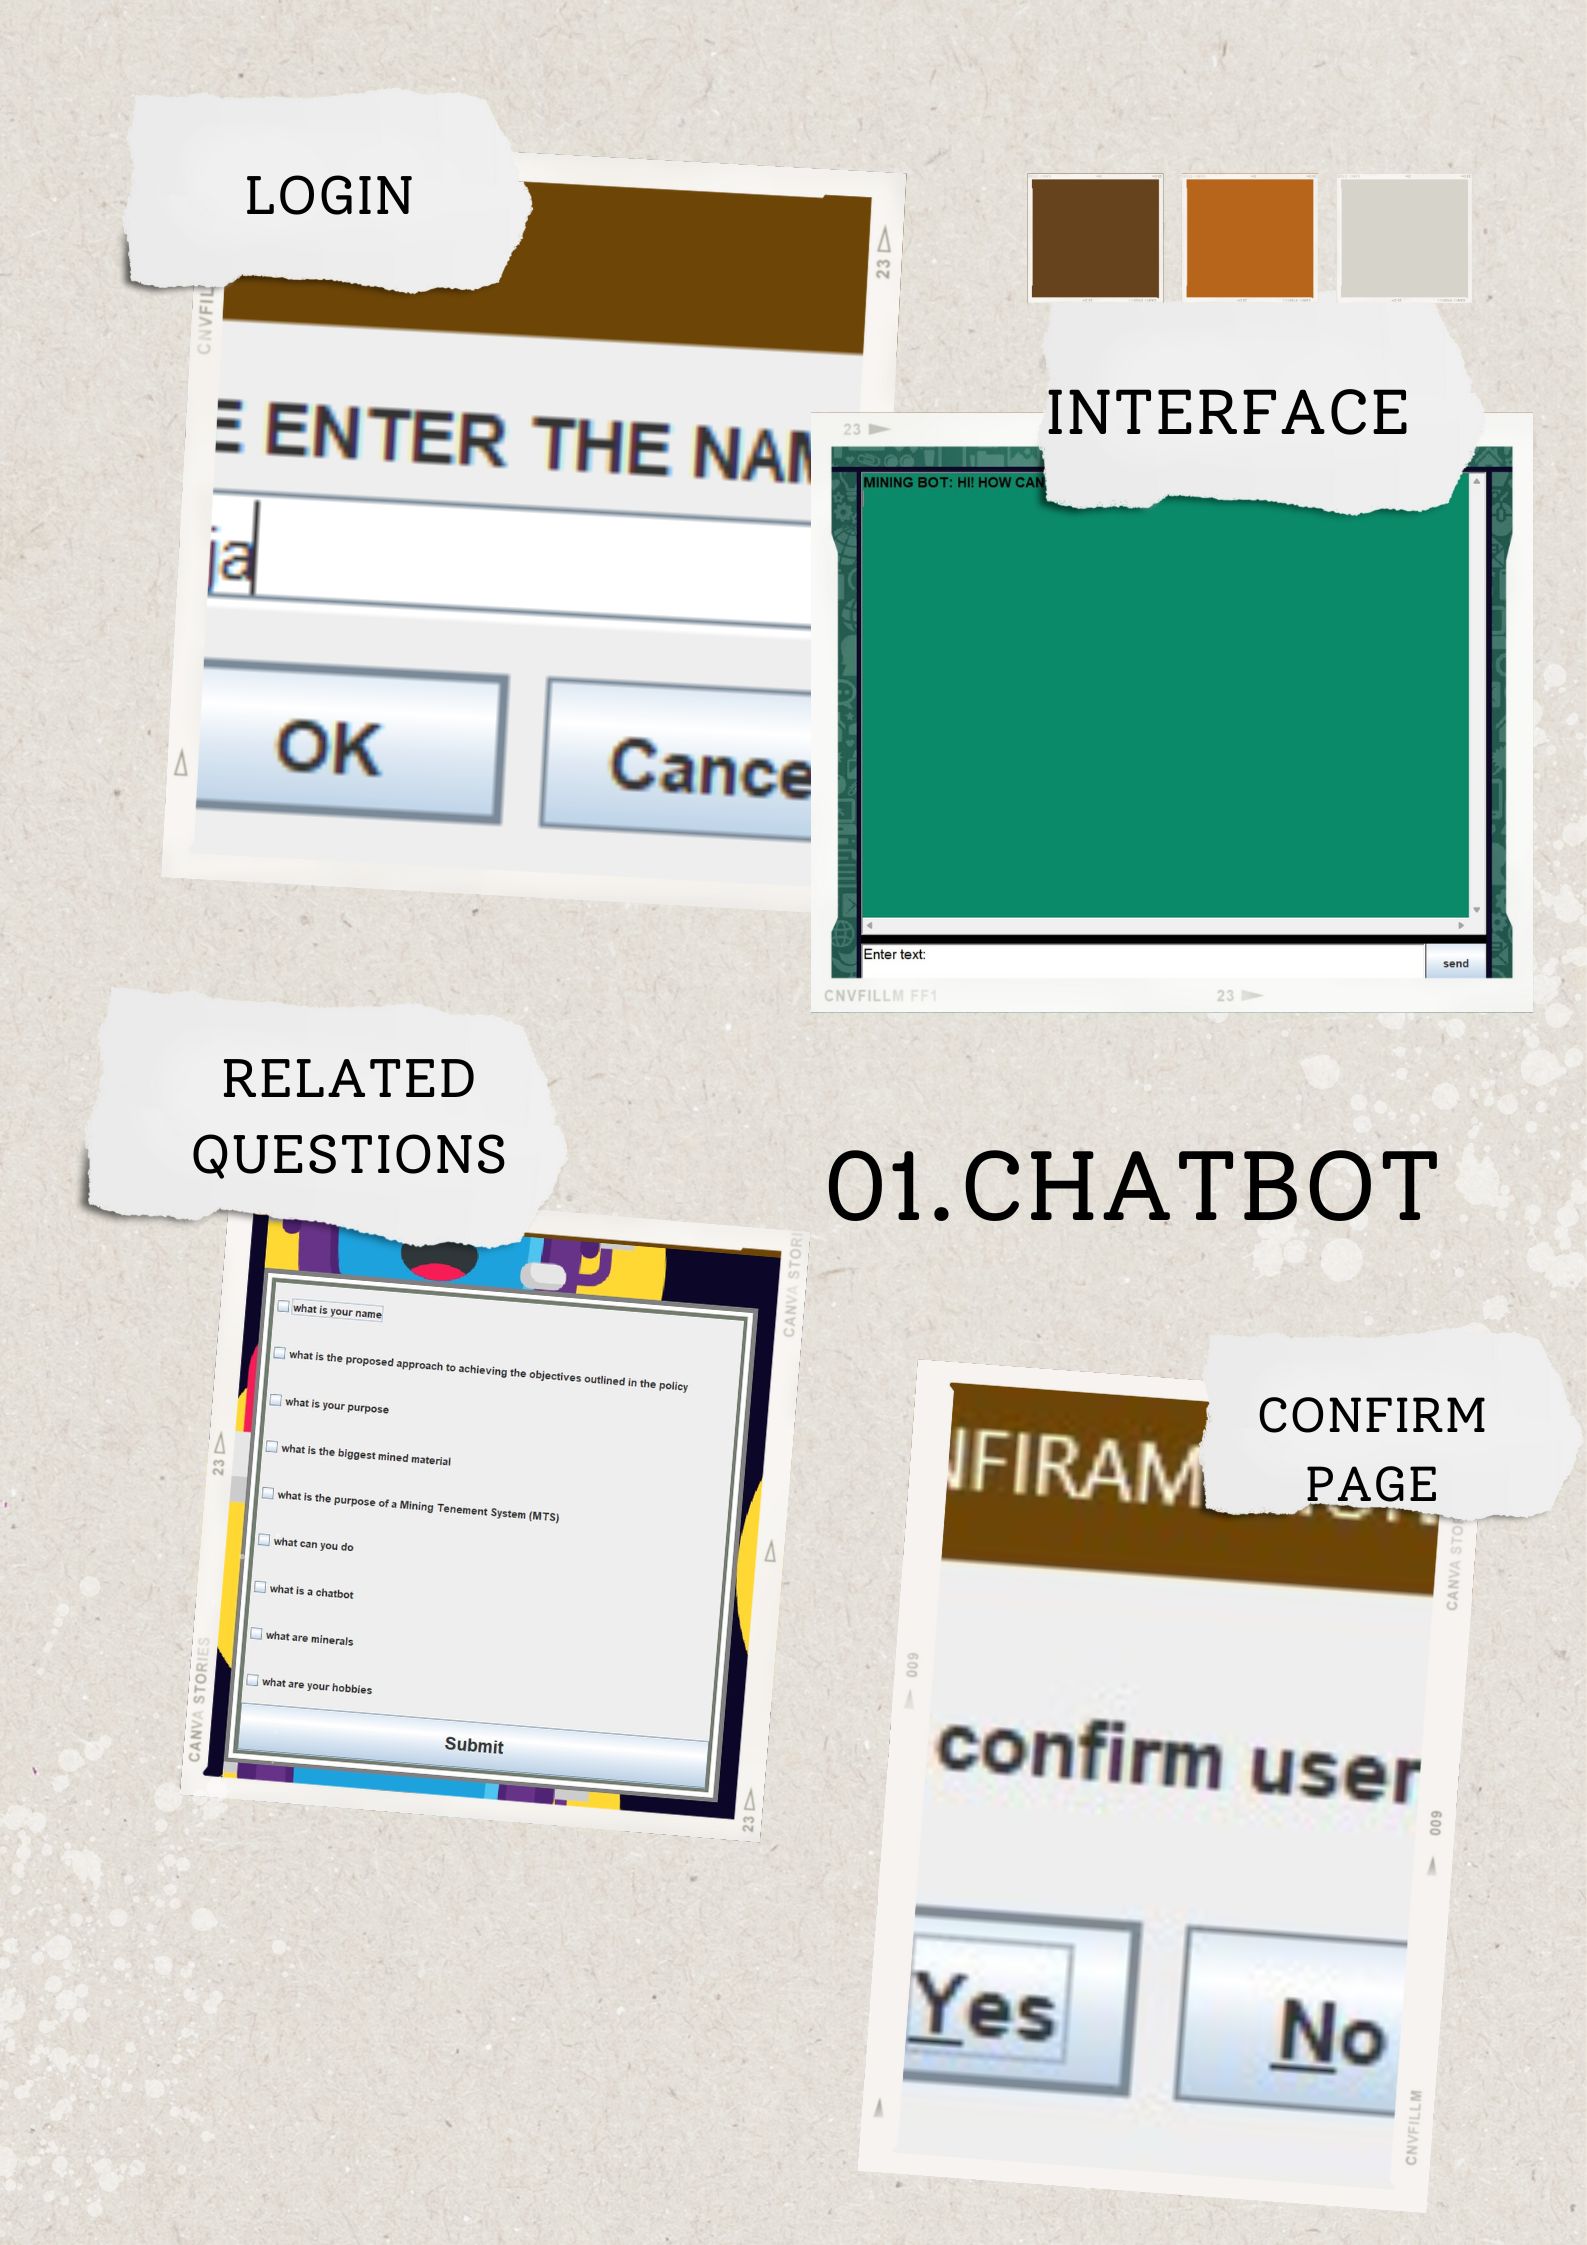 LOGIN
23
CNVFIL
E ENTER THE NAM
ja
OK
Cance
INTERFACE
23
MINING BOT: HI! HOW CAN
Enter text:
send
CNVFILLM FF1
23
RELATED
QUESTIONS
01.CHATBOT
CANVA STORI
what is your name
what is the proposed approach to achieving the objectives outlined in the policy
what is your purpose
what is the biggest mined material
what is the purpose of a Mining Tenement System (MTS)
what can you do
what is a chatbot
what are minerals
what are your hobbies
Submit
23
CANVA STORIES
23
CONFIRM
PAGE
NFIRAM
CANVA STO
600
confirm user
600
Yes
No
CNVFILLM